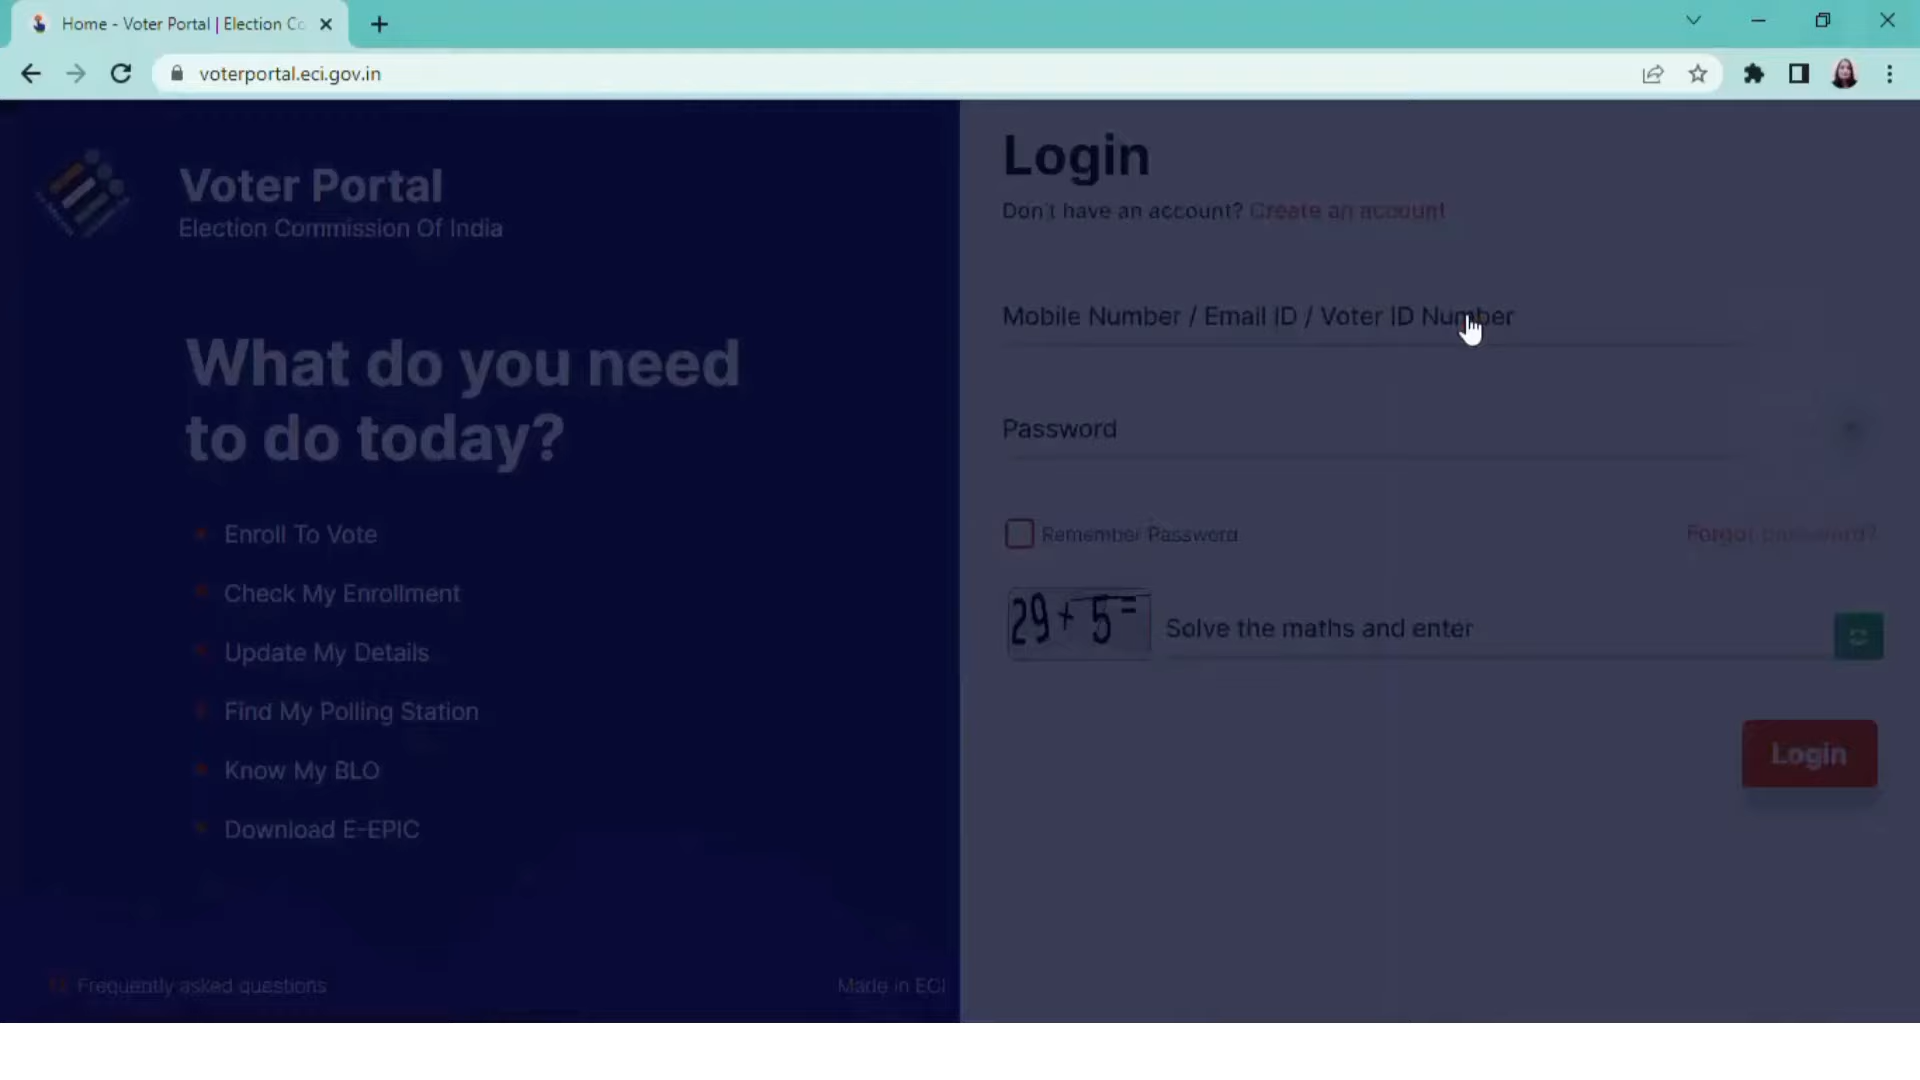 Home - Voter Portal | Election Co
voterportal.eci.gov.in
Voter Portal
Election Commission Of India
What do you need
to do today?
Enroll To Vote
Check My Enrollment
Update My Details
Find My Polling Station
Know My BLO
Download E-EPIC
Frequently asked questions
Made in ECI
Login
Don't have an account? Create an account
Mobile Number / Email ID / Voter ID Number
Password
Remember Password
Forgot password?
29 + 5 =
Solve the maths and enter
Login